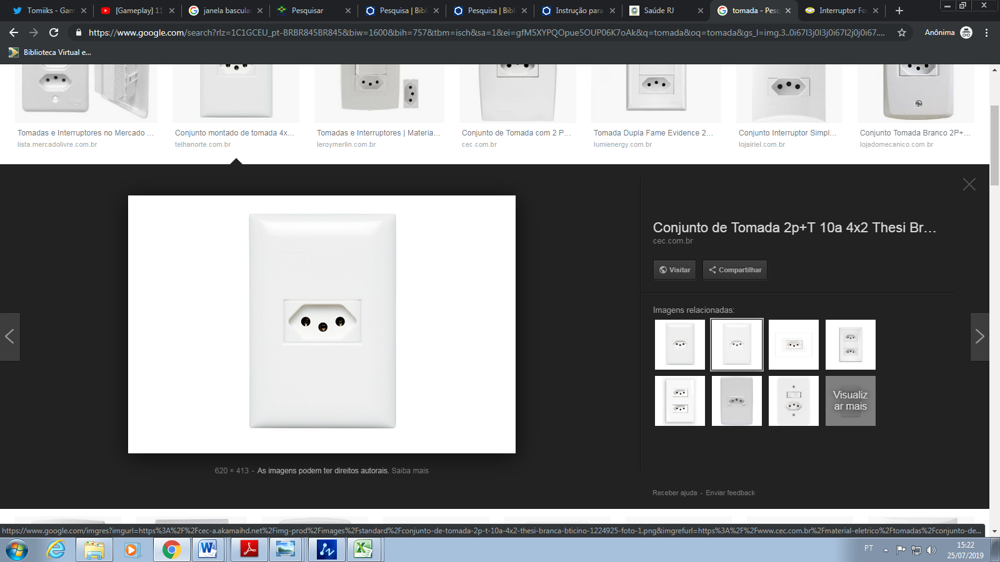 Tomiiks - Gam
[Gameplay] 11
janela bascula
Pesquisar
Pesquisa | Bibl
Pesquisa | Bibl
Instrução para
Saúde RJ
tomada - Pesq
Interruptor Fo
https://www.google.com/search?rlz=1C1GCEU_pt-BRBR845BR845&biw=1600&bih=757&tbm=isch&sa=1&ei=gfM5XYPQOpue5OUP06K7oAk&q=tomada&oq=tomada&gs_l=img.3..0i67l3j0l3j0i67l2j0j0i67....
Anônima
Biblioteca Virtual e...
Tomadas e Interruptores no Mercado ...
lista.mercadolivre.com.br
Conjunto montado de tomada 4x...
telhanorte.com.br
Tomadas e Interruptores | Materia...
leroymerlin.com.br
Conjunto de Tomada com 2 P...
cec.com.br
Tomada Dupla Fame Evidence 2...
lumienergy.com.br
Conjunto Interruptor Simpl...
lojairiel.com.br
Conjunto Tomada Branco 2P+...
lojadomecanico.com.br
Conjunto de Tomada 2p+T 10a 4x2 Thesi Br...
cec.com.br
Visitar
Compartilhar
Imagens relacionadas:
Visualiz
ar mais
620 × 413 - As imagens podem ter direitos autorais. Saiba mais
Receber ajuda - Enviar feedback
https://www.google.com/imgres?imgurl=https%3A%2F%2Fcec-a.akamaihd.net%2Fimg-prod%2Fimages%2Fstandard%2Fconjunto-de-tomada-2p-t-10a-4x2-thesi-branca-bticino-1224925-foto-1.png&imgrefurl=https%3A%2F%2Fwww.cec.com.br%2Fmaterial-eletrico%2Ftomadas%2Fconjunto-de...
PT
15:22
25/07/2019